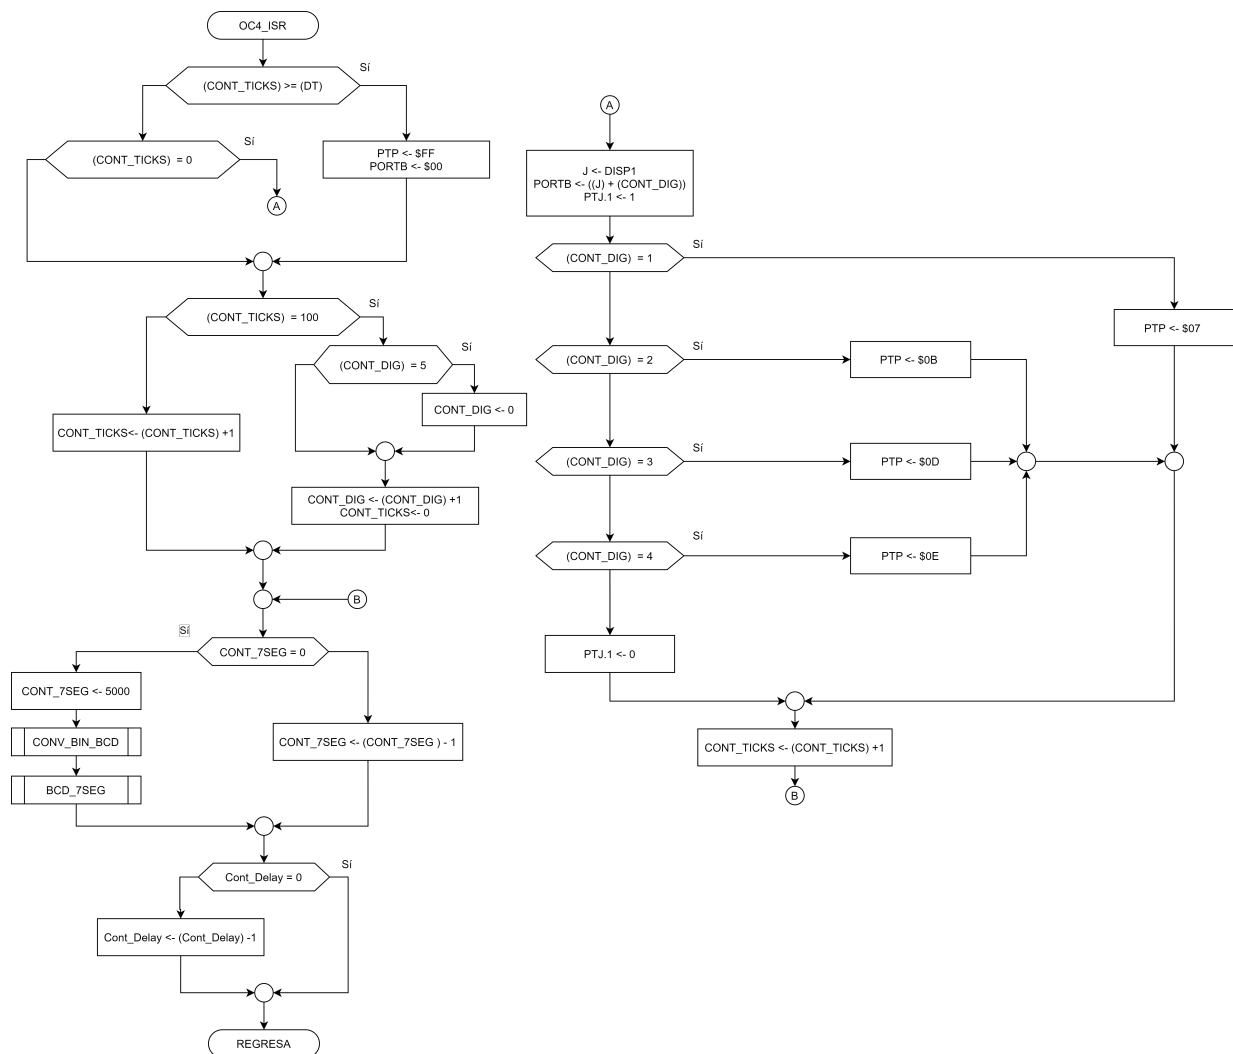 OC4_ISR
Sí
(CONT_TICKS) >= (DT)
Sí
(CONT_TICKS) = 0
PTP <- $FF
PORTB <- $00
A
Sí
(CONT_TICKS) = 100
Sí
(CONT_DIG) = 5
CONT_DIG <- 0
CONT_TICKS<- (CONT_TICKS) +1
CONT_DIG <- (CONT_DIG) +1
CONT_TICKS<- 0
B
Sí
CONT_7SEG = 0
CONT_7SEG <- 5000
CONV_BIN_BCD
CONT_7SEG <- (CONT_7SEG ) - 1
BCD_7SEG
Sí
Cont_Delay = 0
Cont_Delay <- (Cont_Delay) -1
REGRESA
A
J <- DISP1
PORTB <- ((J) + (CONT_DIG))
PTJ.1 <- 1
Sí
(CONT_DIG) = 1
PTP <- $07
Sí
(CONT_DIG) = 2
PTP <- $0B
Sí
(CONT_DIG) = 3
PTP <- $0D
Sí
(CONT_DIG) = 4
PTP <- $0E
PTJ.1 <- 0
CONT_TICKS <- (CONT_TICKS) +1
B